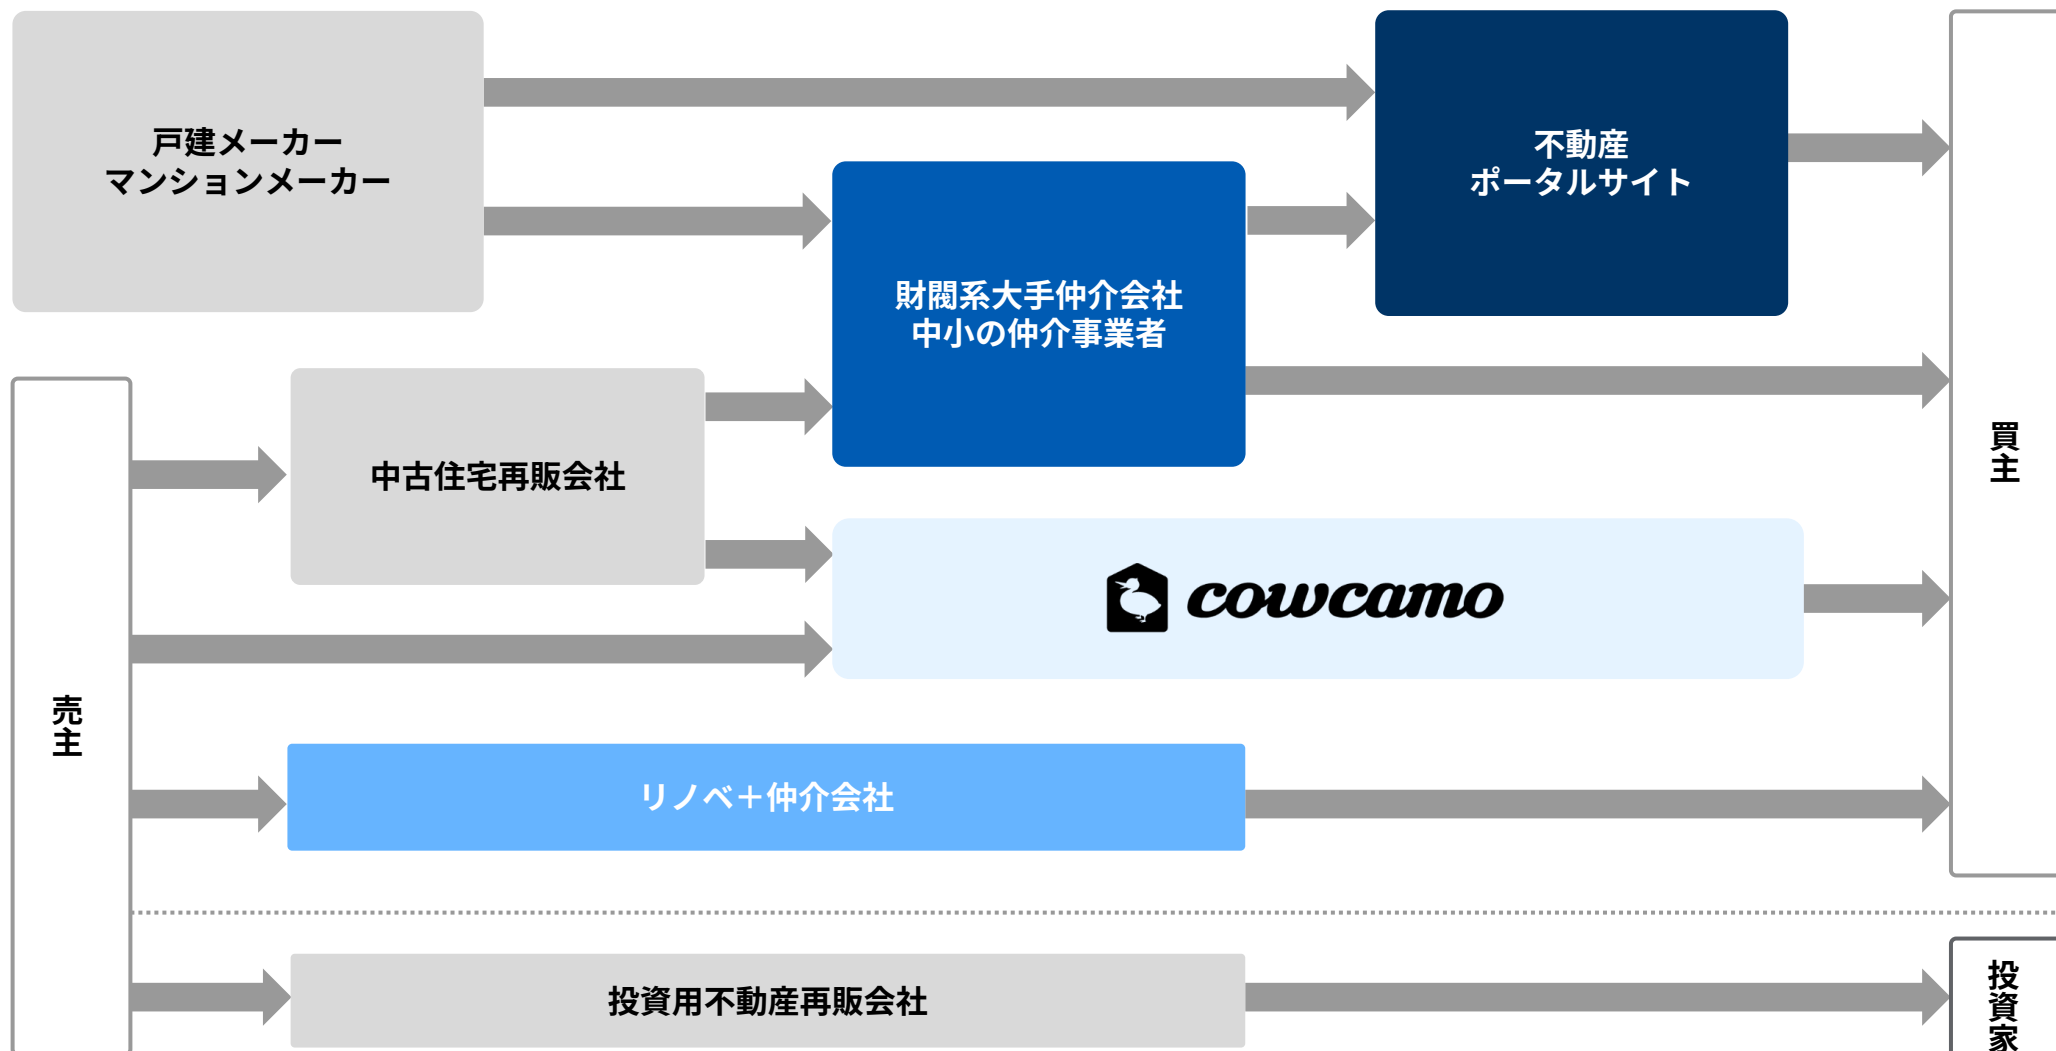 戸建メーカー
マンションメーカー
不動産
ポータルサイト
財閥系大手仲介会社
中小の仲介事業者
中古住宅再販会社
買主
cowcamo
売主
リノベ＋仲介会社
投資用不動産再販会社
投資家